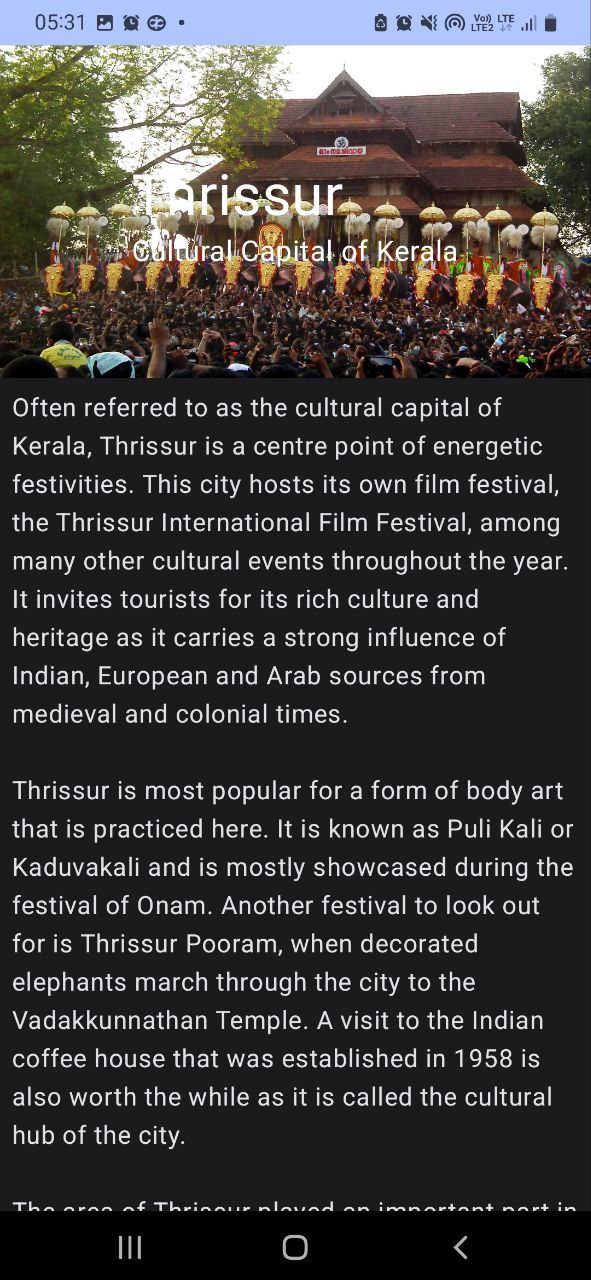 05:31
Vo)) LTE
LTE2
ഓം നമഃശിവായ
Thrissur
Cultural Capital of Kerala
Often referred to as the cultural capital of
Kerala, Thrissur is a centre point of energetic
festivities. This city hosts its own film festival,
the Thrissur International Film Festival, among
many other cultural events throughout the year.
It invites tourists for its rich culture and
heritage as it carries a strong influence of
Indian, European and Arab sources from
medieval and colonial times.
Thrissur is most popular for a form of body art
that is practiced here. It is known as Puli Kali or
Kaduvakali and is mostly showcased during the
festival of Onam. Another festival to look out
for is Thrissur Pooram, when decorated
elephants march through the city to the
Vadakkunnathan Temple. A visit to the Indian
coffee house that was established in 1958 is
also worth the while as it is called the cultural
hub of the city.
The area of Thrissur played an important part in